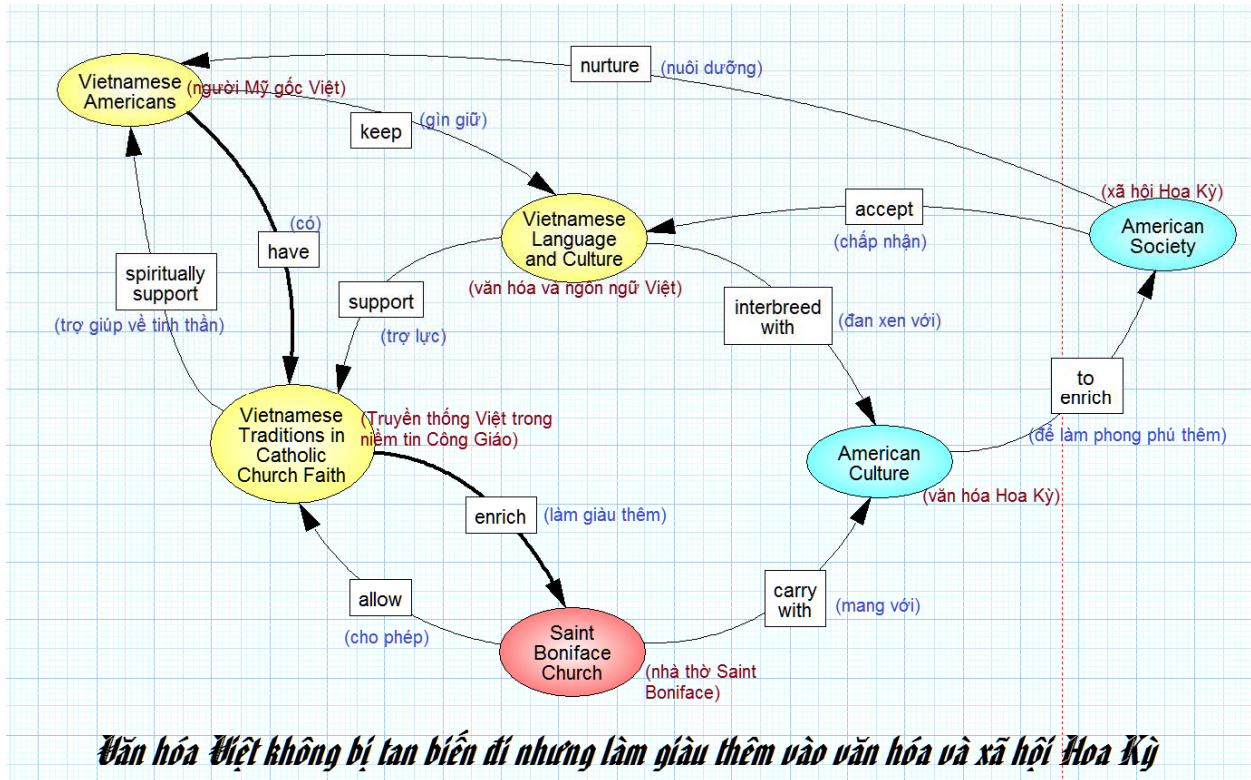 nurture
(nuôi dưỡng)
Vietnamese
Americans
(người Mỹ gốc Việt)
keep
(gìn giữ)
(xã hội Hoa Kỳ)
American
Society
accept
(chấp nhận)
Vietnamese
Language
and Culture
(văn hóa và ngôn ngữ Việt)
(có)
have
spiritually
support
(trợ giúp về tinh thần)
support
(trợ lực)
interbreed
with
(đan xen với)
to
enrich
(để làm phong phú thêm)
Vietnamese
Traditions in
Catholic
Church Faith
(Truyền thống Việt trong
niềm tin Công Giáo)
American
Culture
(văn hóa Hoa Kỳ)
enrich
(làm giàu thêm)
allow
(cho phép)
carry
with
(mang với)
Saint
Boniface
Church
(nhà thờ Saint
Boniface)
Văn hóa Việt không bị tan biến đi nhưng làm giàu thêm vào văn hóa và xã hội Hoa Kỳ